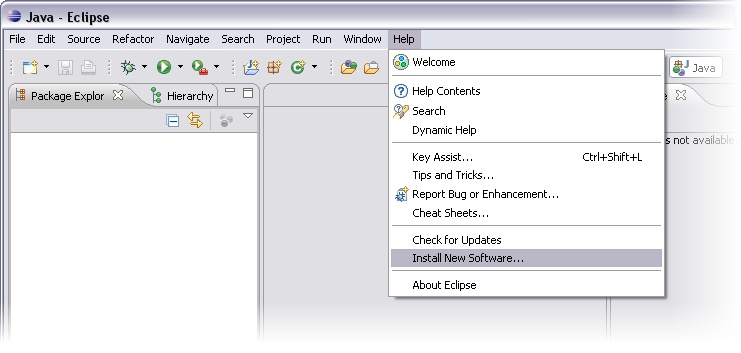 Java - Eclipse
File Edit Source Refactor Navigate Search Project Run Window Help
Java
Package Explor Hierarchy
Welcome
Help Contents
Search
Dynamic Help
s not available.
Key Assist... Ctrl+Shift+L
Tips and Tricks...
Report Bug or Enhancement...
Cheat Sheets...
Check for Updates
Install New Software...
About Eclipse